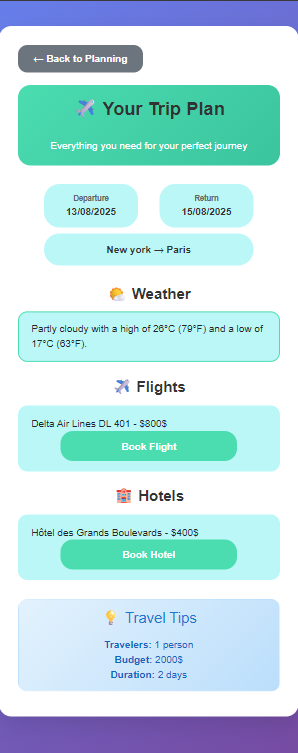 ← Back to Planning
✈️ Your Trip Plan
Everything you need for your perfect journey
Departure
13/08/2025
Return
15/08/2025
New york → Paris
🌤️ Weather
Partly cloudy with a high of 26°C (79°F) and a low of
17°C (63°F).
✈️ Flights
Delta Air Lines DL 401 - $800$
Book Flight
🏨 Hotels
Hôtel des Grands Boulevards - $400$
Book Hotel
💡 Travel Tips
Travelers: 1 person
Budget: 2000$
Duration: 2 days